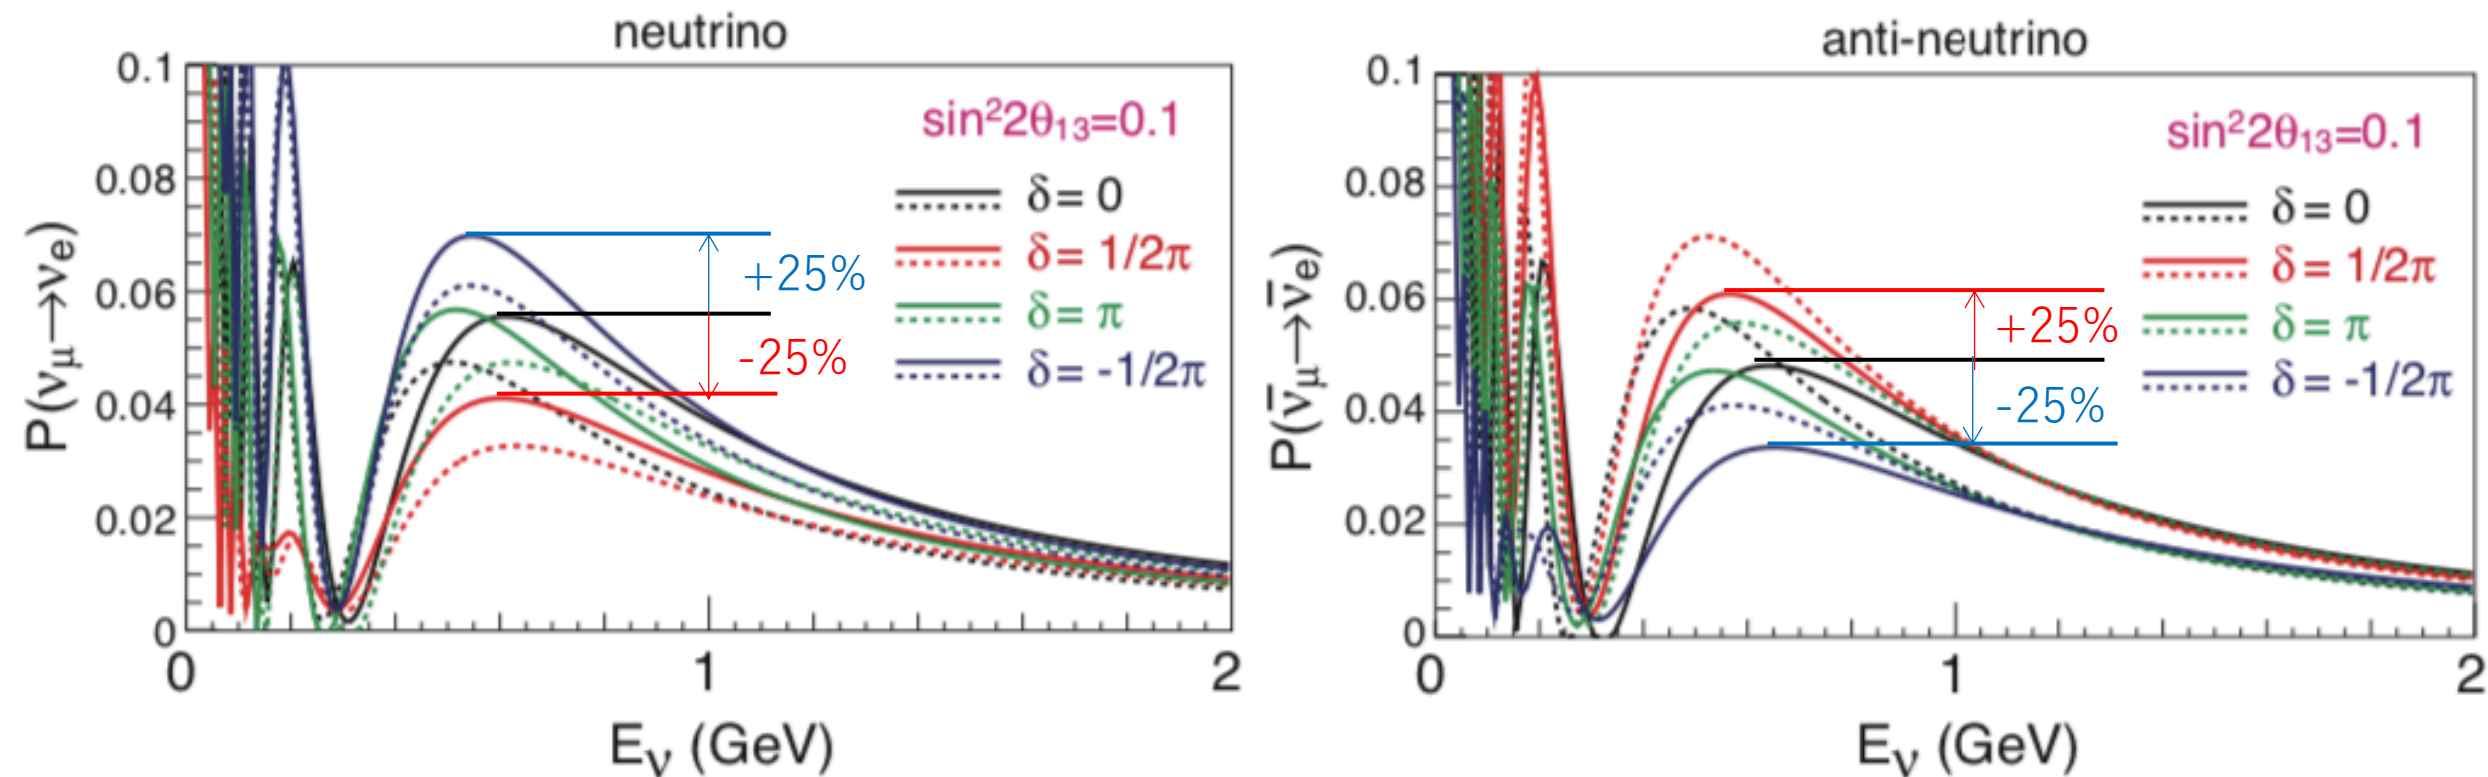 neutrino
0.1
0.08
0.06
0.04
0.02
0
P(νμ→νe)
sin²2θ₁₃=0.1
δ= 0
δ= 1/2π
δ= π
δ= -1/2π
+25%
-25%
0 1 2
Eν (GeV)
anti-neutrino
0.1
0.08
0.06
0.04
0.02
0
P(ν̅μ→ν̅e)
sin²2θ₁₃=0.1
δ= 0
δ= 1/2π
δ= π
δ= -1/2π
+25%
-25%
0 1 2
Eν (GeV)